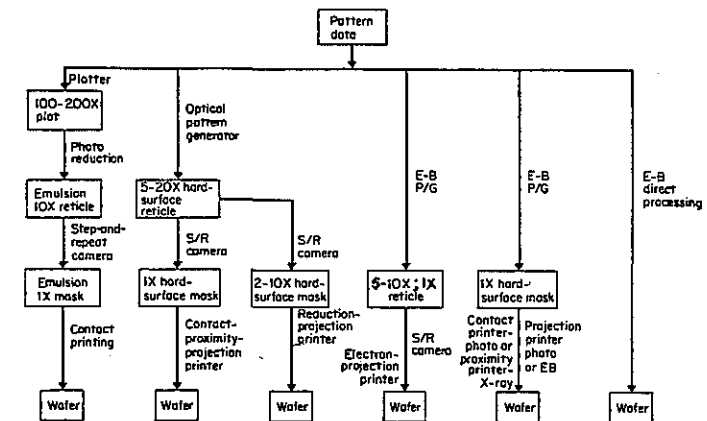 Pattern
data
Plotter
100-200X
plot
Optical
pattern
generator
Photo
reduction
E-B
P/G
E-B
P/G
E-B
direct
processing
Emulsion
10X reticle
5-20X hard-
surface
reticle
Step-and-
repeat
camera
S/R
camera
S/R
camera
Emulsion
1X mask
1X hard-
surface mask
2-10X hard-
surface mask
5-10X; 1X
reticle
1X hard-
surface mask
Contact
printing
Contact-
proximity-
projection
printer
Reduction-
projection
printer
Electron-
projection
printer
S/R
camera
Contact
printer-
photo or
proximity
printer-
X-ray
Projection
printer
photo
or EB
Wafer
Wafer
Wafer
Wafer
Wafer
Wafer